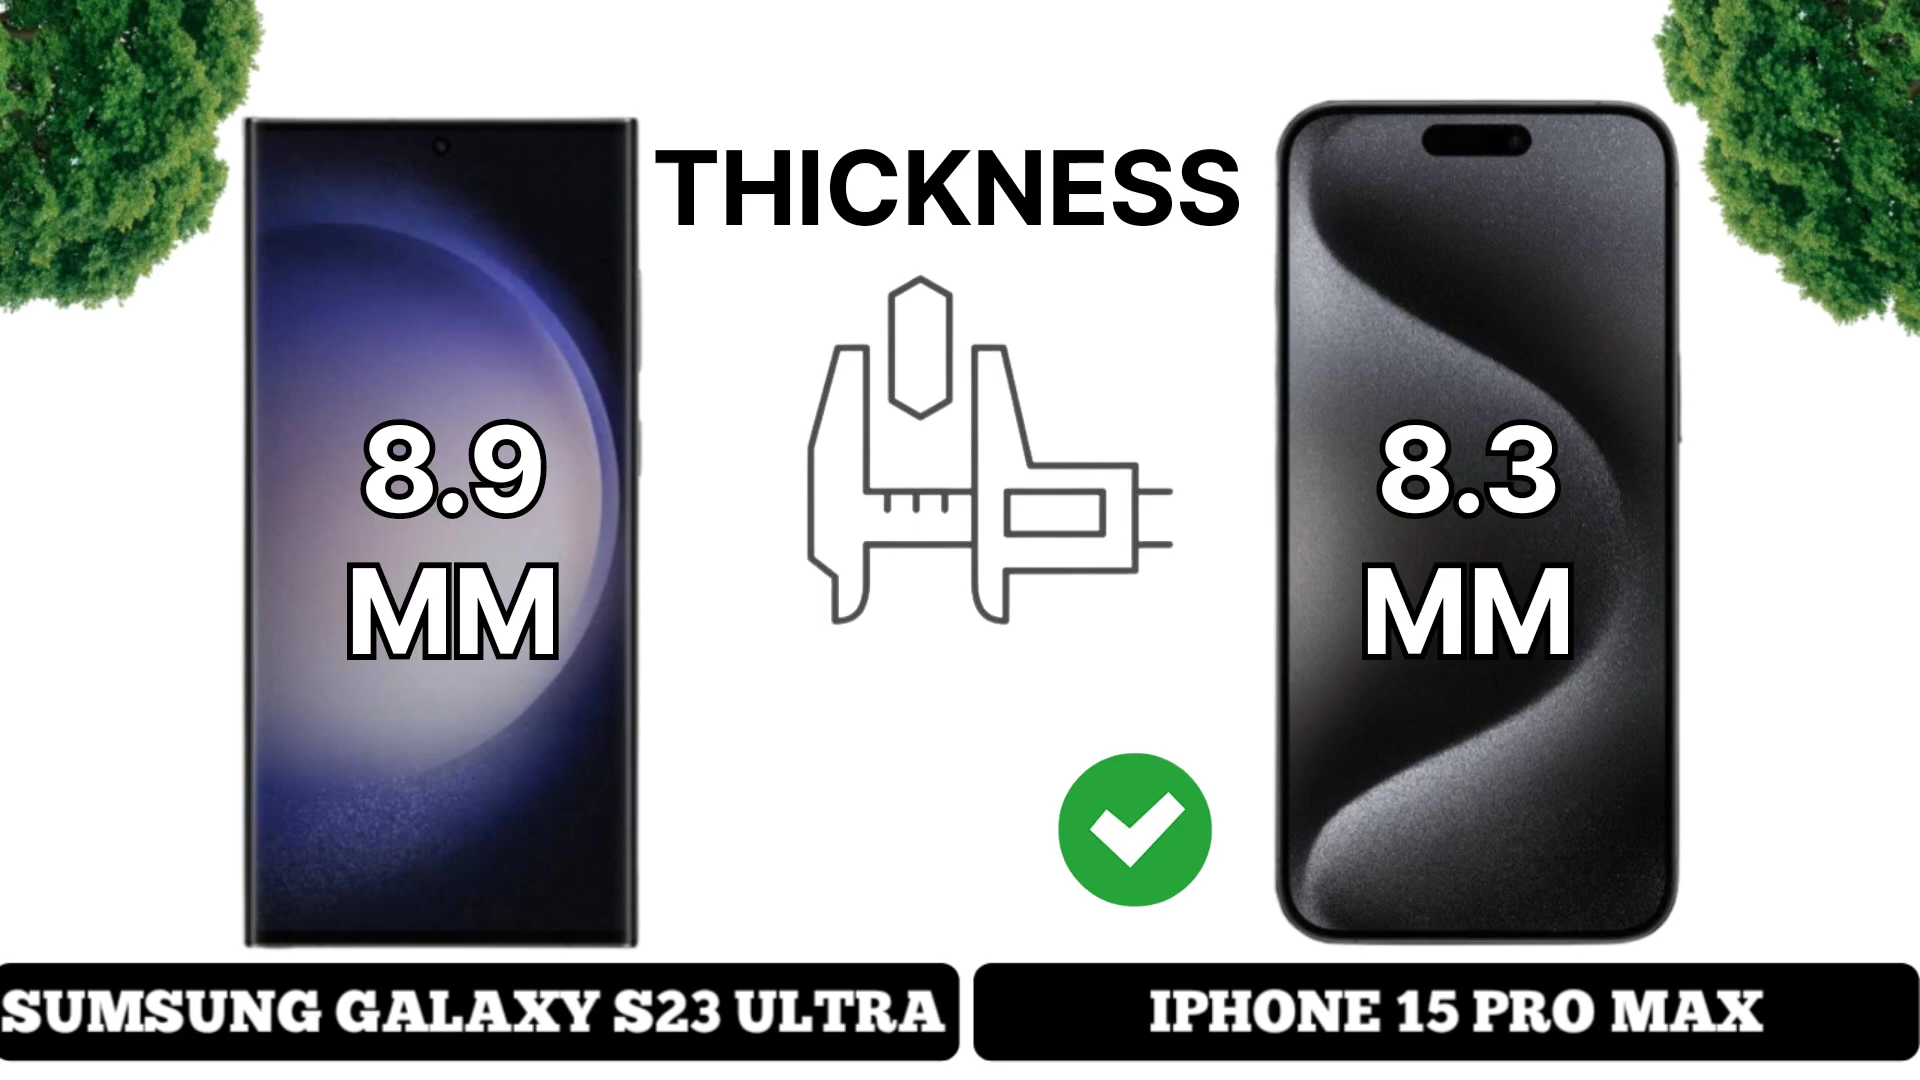 THICKNESS
8.9
MM
8.3
MM
SUMSUNG GALAXY S23 ULTRA
IPHONE 15 PRO MAX